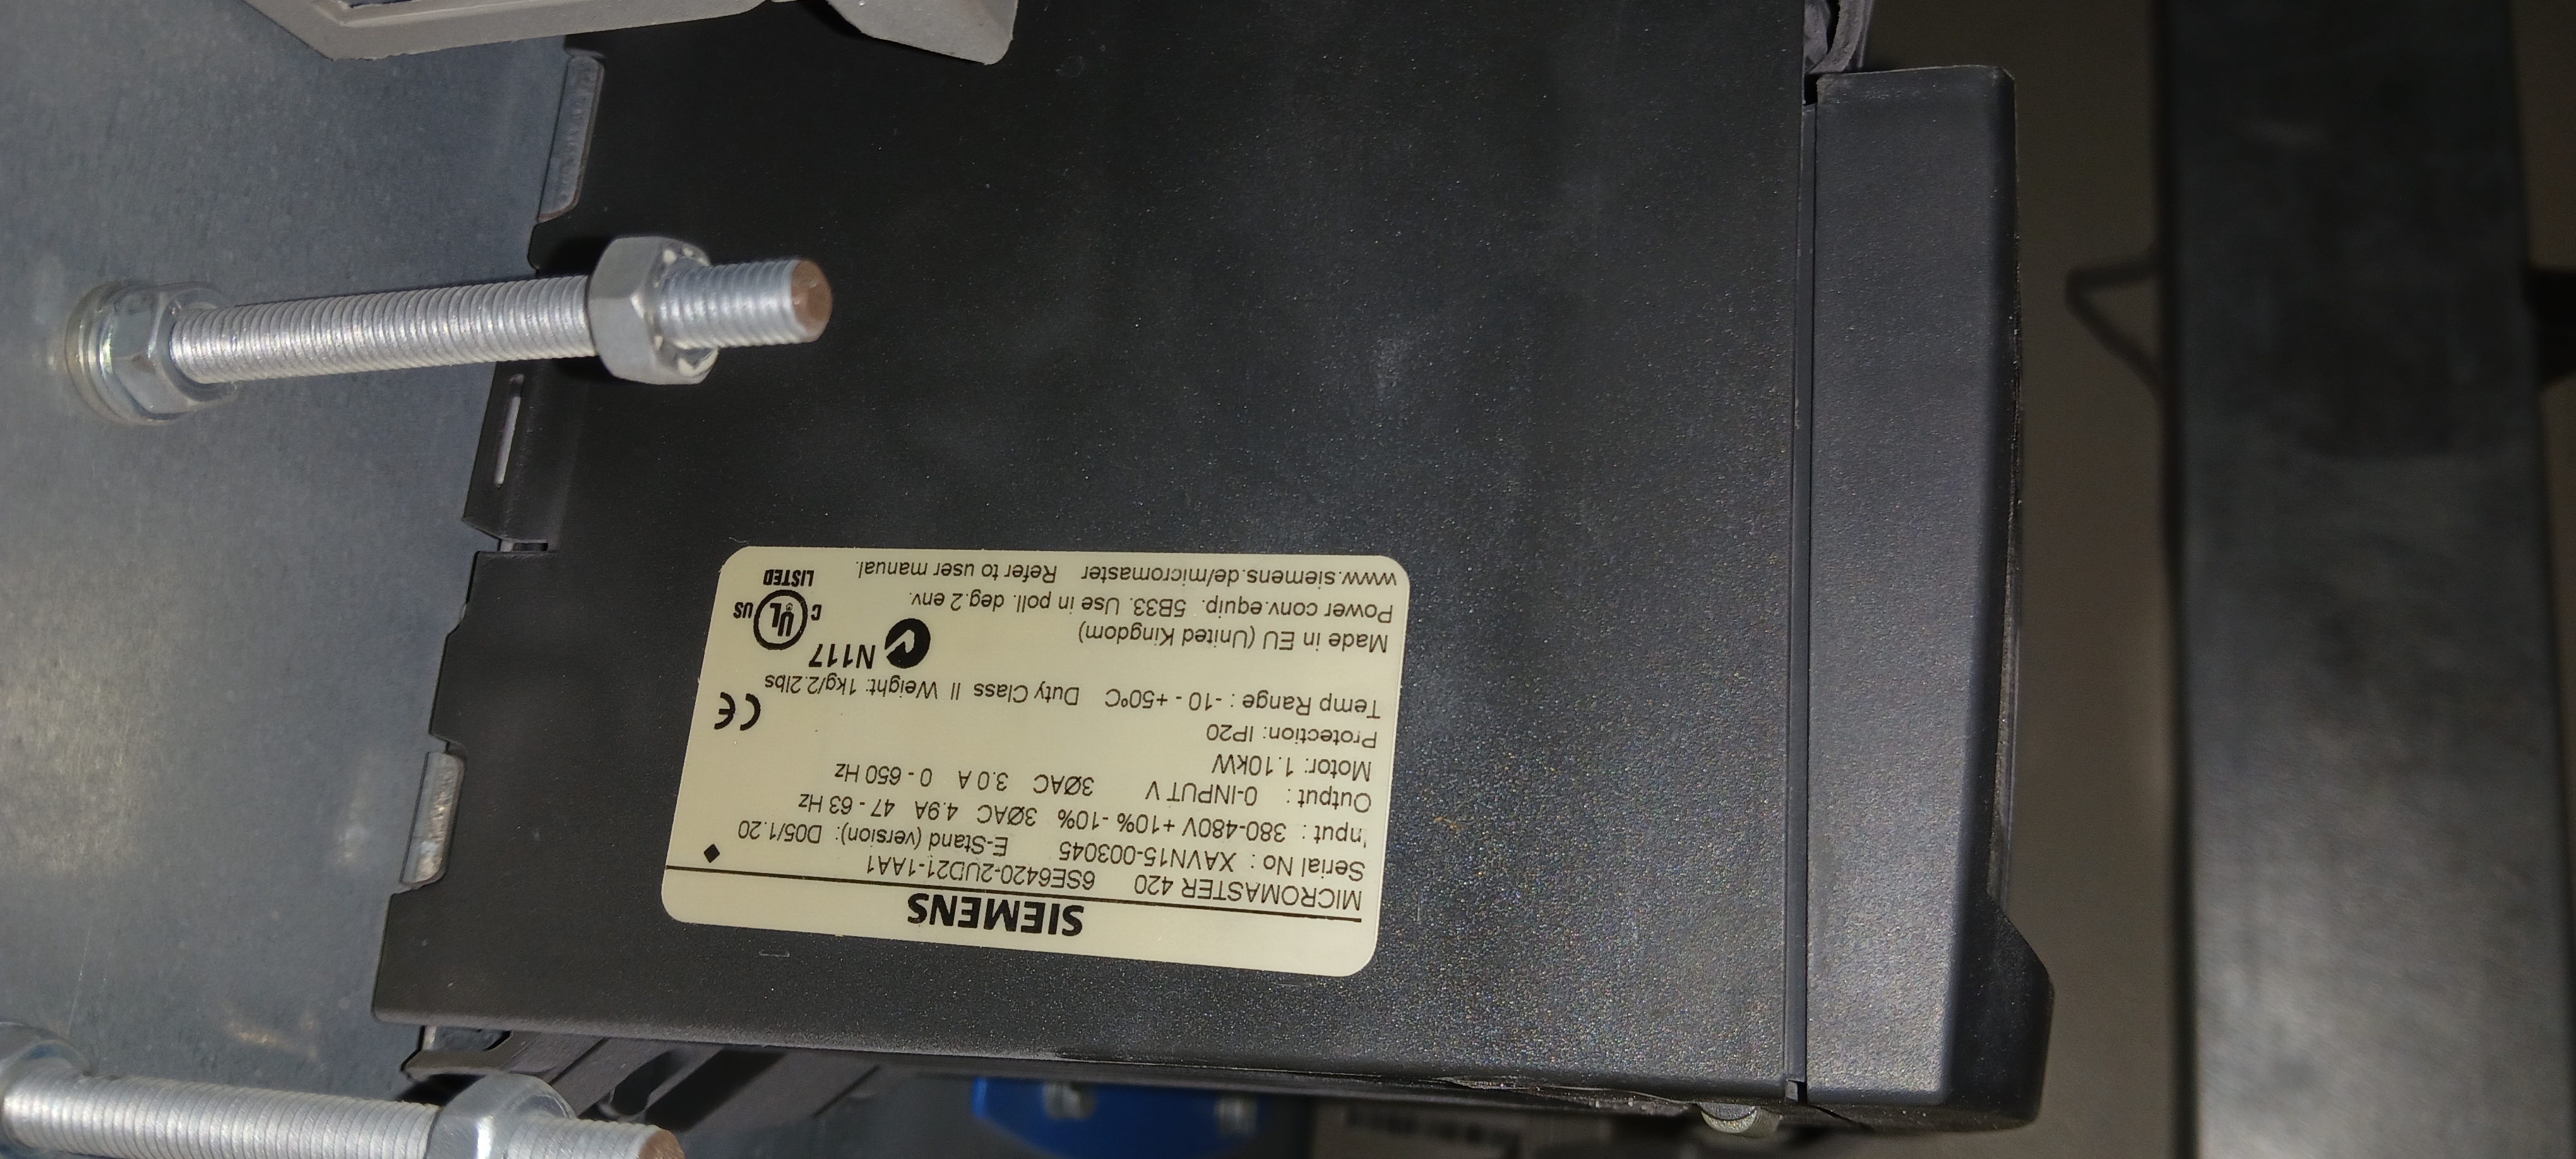 SIEMENS
MICROMASTER 420 6SE6420-2UD21-1AA1
Serial No : XAVN15-003045 E-Stand (version): D05/1.20
Input : 380-480V +10% -10% 3ØAC 4.9A 47 - 63 Hz
Output : 0-INPUT V 3ØAC 3.0 A 0 - 650 Hz
Motor: 1.10kW
Protection: IP20
CE
Temp Range : -10 - +50°C Duty Class II Weight: 1kg/2.2lbs
N117
Made in EU (United Kingdom)
C UL US
Power conv.equip. 5B33. Use in poll. deg.2 env.
LISTED
www.siemens.de/micromaster Refer to user manual.